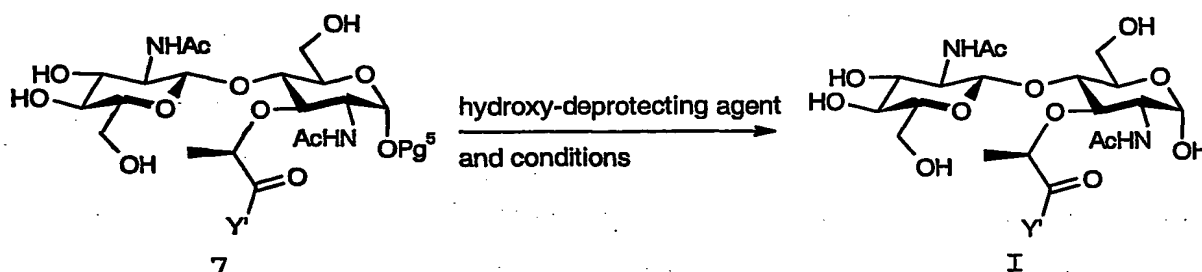 OH
NHAc
HO
HO
O
O
O
O
OH
AcHN
OPg⁵
O
Y'
7
hydroxy-deprotecting agent
and conditions
OH
NHAc
HO
HO
O
O
O
O
OH
AcHN
OH
O
Y'
I